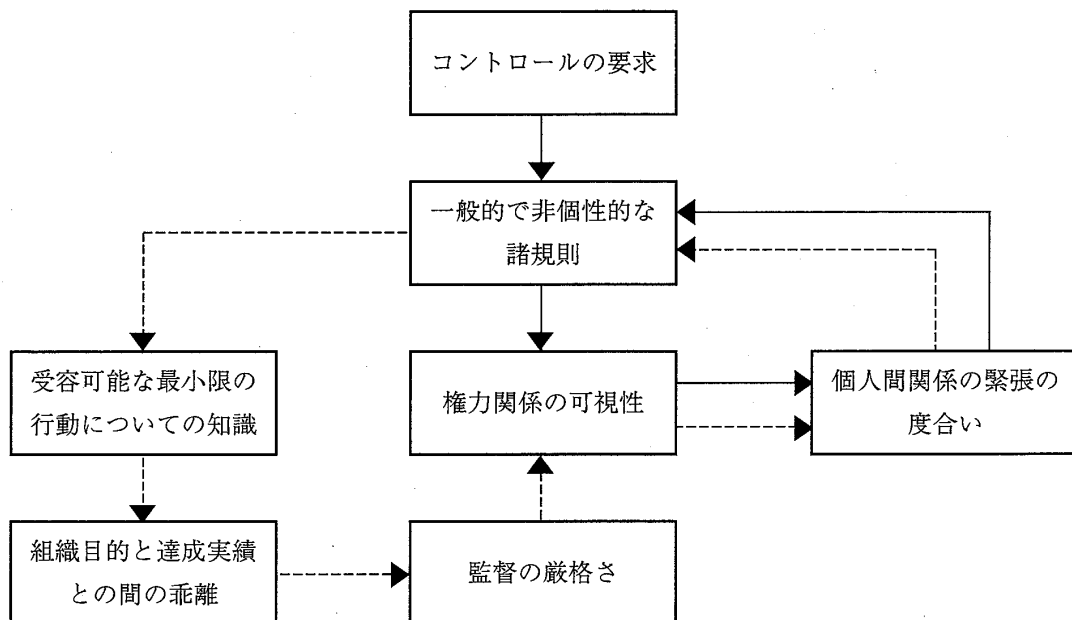 コントロールの要求
一般的で非個性的な
諸規則
受容可能な最小限の
行動についての知識
権力関係の可視性
個人間関係の緊張の
度合い
組織目的と達成実績
との間の乖離
監督の厳格さ